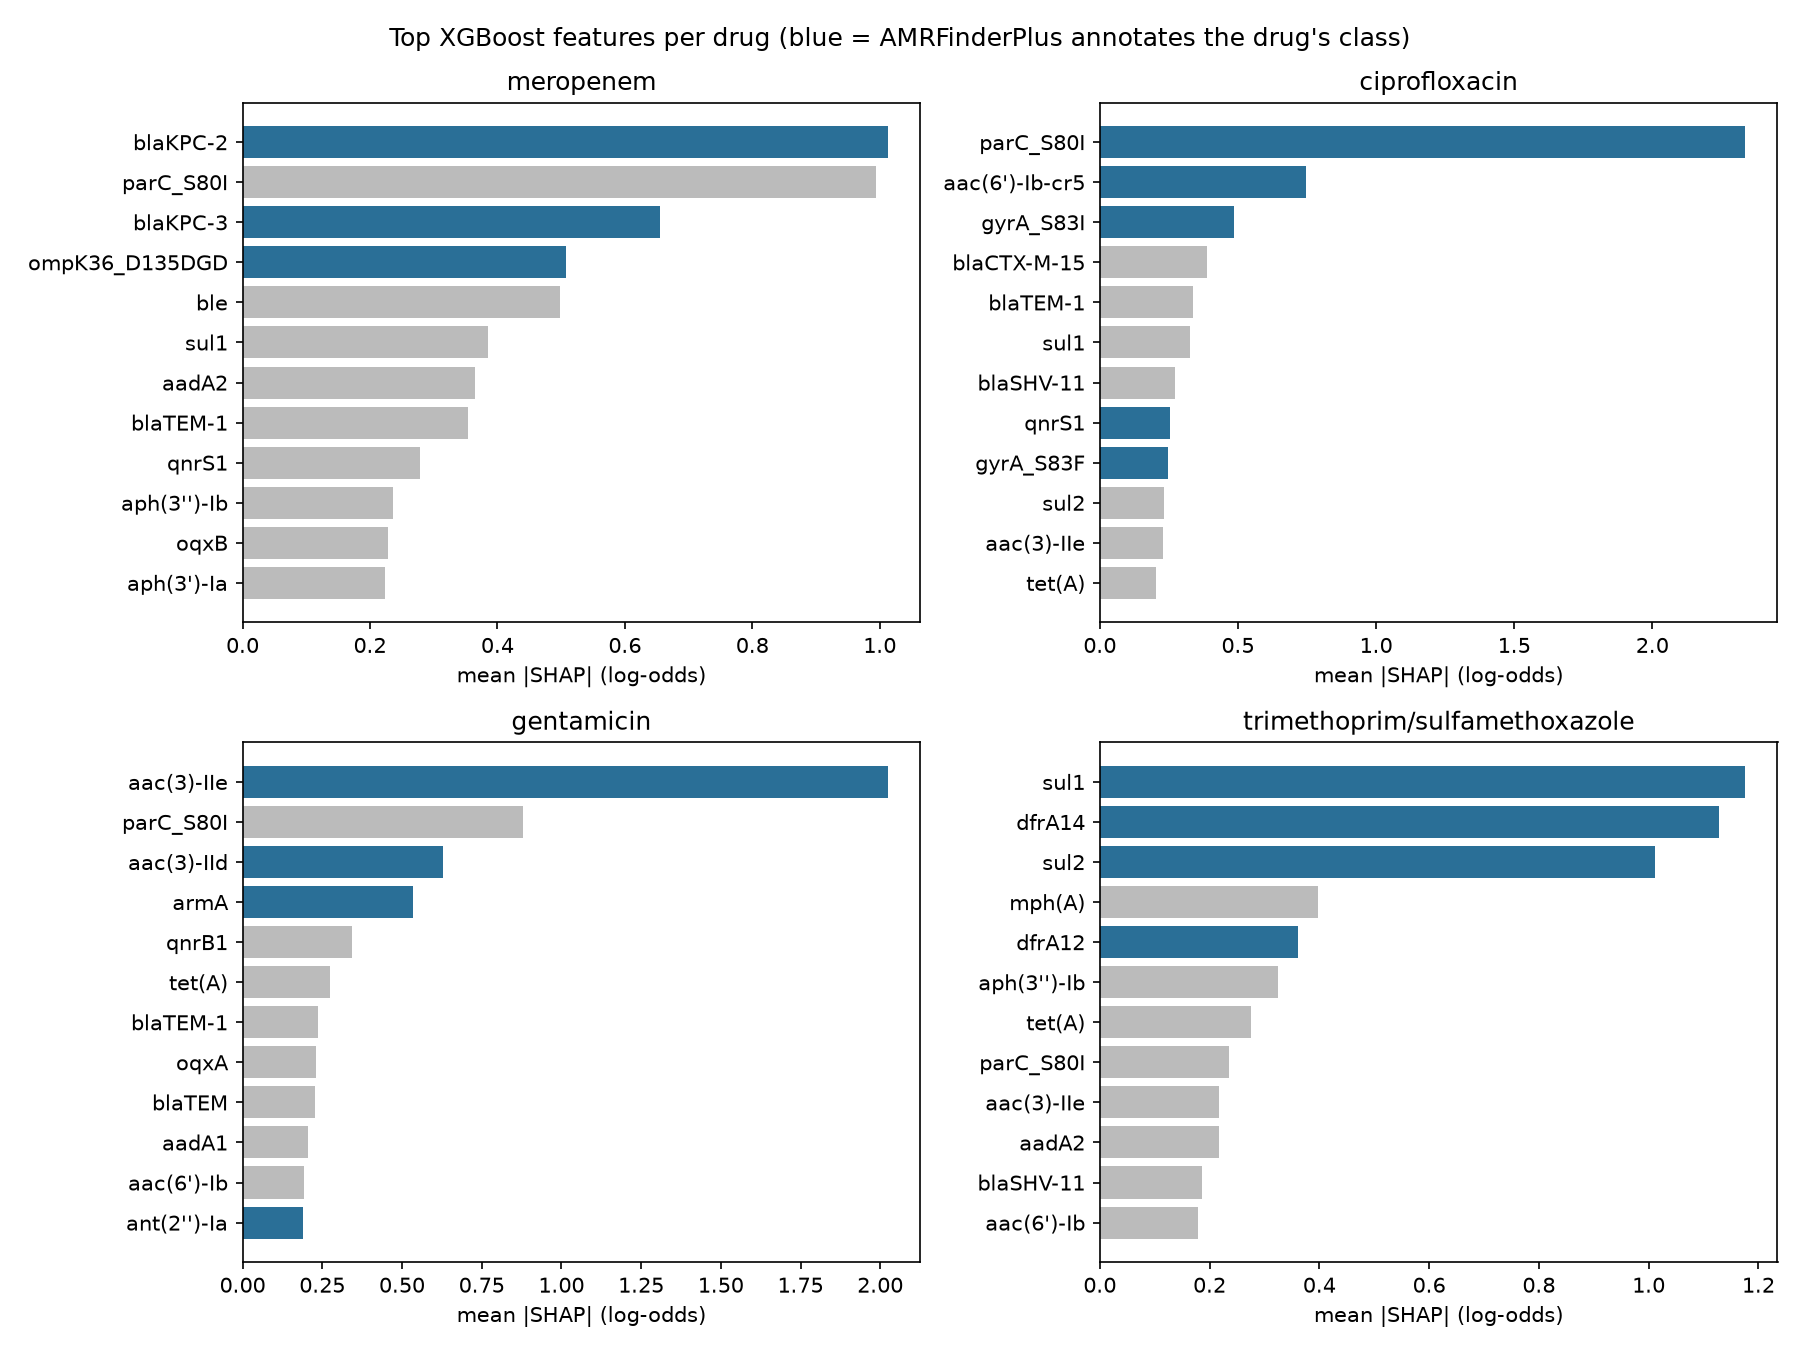 Top XGBoost features per drug (blue = AMRFinderPlus annotates the drug's class)
meropenem
blaKPC-2
parC_S80I
blaKPC-3
ompK36_D135DGD
ble
sul1
aadA2
blaTEM-1
qnrS1
aph(3'')-Ib
oqxB
aph(3')-Ia
0.0 0.2 0.4 0.6 0.8 1.0
mean |SHAP| (log-odds)
ciprofloxacin
parC_S80I
aac(6')-Ib-cr5
gyrA_S83I
blaCTX-M-15
blaTEM-1
sul1
blaSHV-11
qnrS1
gyrA_S83F
sul2
aac(3)-IIe
tet(A)
0.0 0.5 1.0 1.5 2.0
mean |SHAP| (log-odds)
gentamicin
aac(3)-IIe
parC_S80I
aac(3)-IId
armA
qnrB1
tet(A)
blaTEM-1
oqxA
blaTEM
aadA1
aac(6')-Ib
ant(2'')-Ia
0.00 0.25 0.50 0.75 1.00 1.25 1.50 1.75 2.00
mean |SHAP| (log-odds)
trimethoprim/sulfamethoxazole
sul1
dfrA14
sul2
mph(A)
dfrA12
aph(3'')-Ib
tet(A)
parC_S80I
aac(3)-IIe
aadA2
blaSHV-11
aac(6')-Ib
0.0 0.2 0.4 0.6 0.8 1.0 1.2
mean |SHAP| (log-odds)